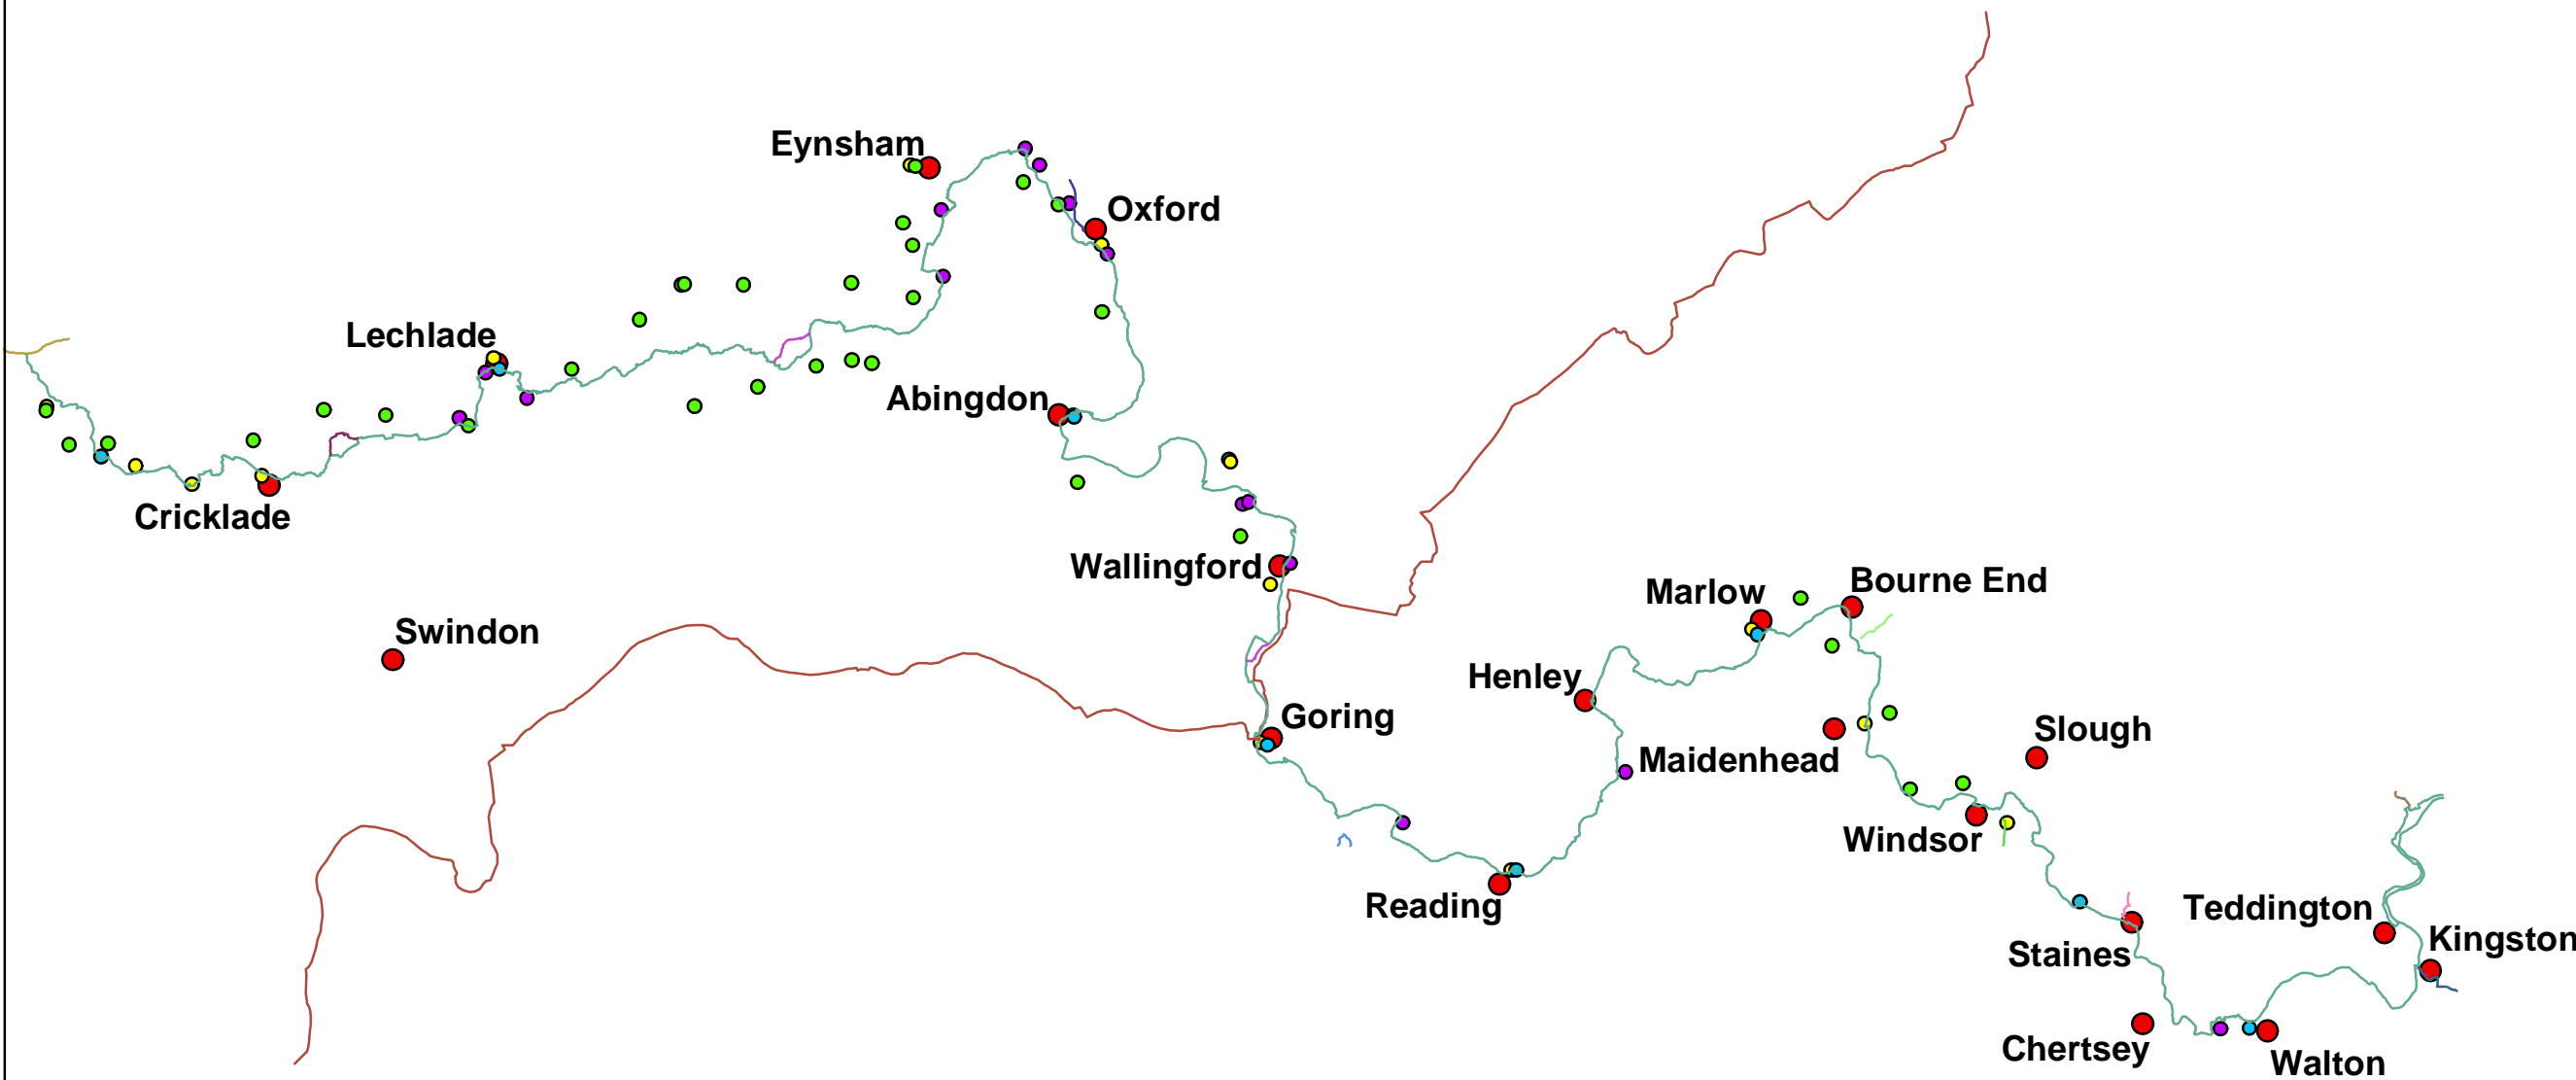 Eynsham
Oxford
Lechlade
Abingdon
Cricklade
Wallingford
Marlow
Bourne End
Swindon
Henley
Goring
Slough
Maidenhead
Windsor
Reading
Teddington
Kingston
Staines
Chertsey
Walton